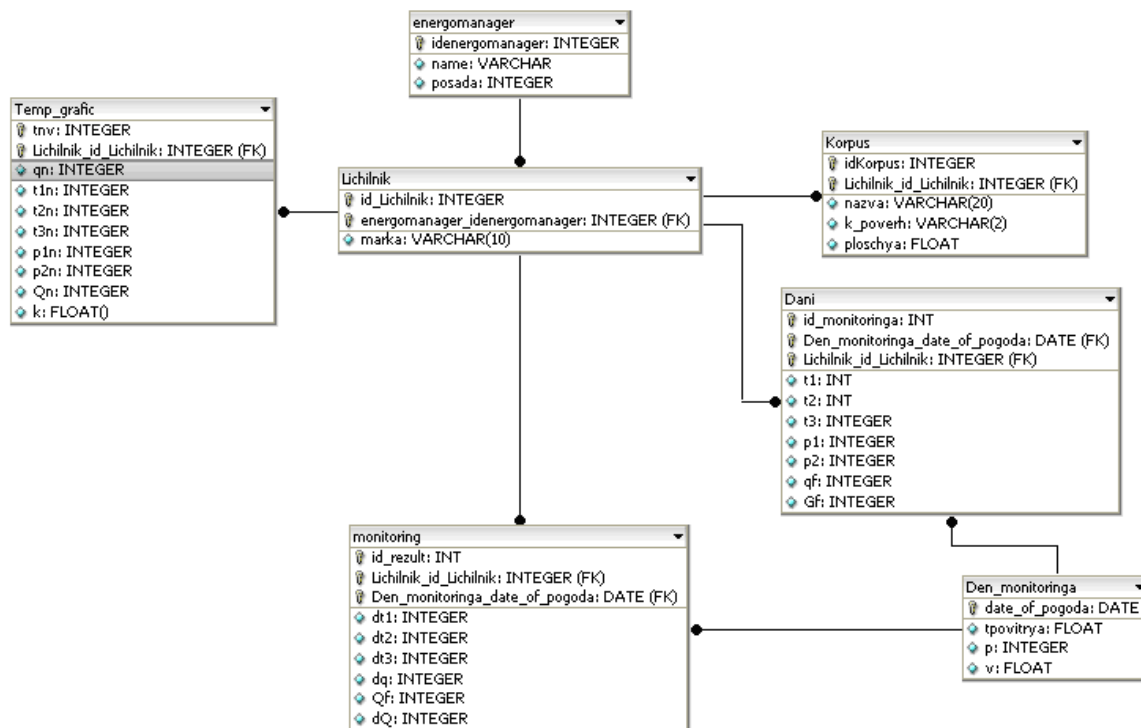 energomanager
idenergomanager: INTEGER
name: VARCHAR
posada: INTEGER
Temp_grafic
tnv: INTEGER
Lichilnik_id_Lichilnik: INTEGER (FK)
qn: INTEGER
t1n: INTEGER
t2n: INTEGER
t3n: INTEGER
p1n: INTEGER
p2n: INTEGER
Qn: INTEGER
k: FLOAT()
Lichilnik
id_Lichilnik: INTEGER
energomanager_idenergomanager: INTEGER (FK)
marka: VARCHAR(10)
Korpus
idKorpus: INTEGER
Lichilnik_id_Lichilnik: INTEGER (FK)
nazva: VARCHAR(20)
k_poverh: VARCHAR(2)
ploschya: FLOAT
Dani
id_monitoringa: INT
Den_monitoringa_date_of_pogoda: DATE (FK)
Lichilnik_id_Lichilnik: INTEGER (FK)
t1: INT
t2: INT
t3: INTEGER
p1: INTEGER
p2: INTEGER
qf: INTEGER
Gf: INTEGER
monitoring
id_rezult: INT
Lichilnik_id_Lichilnik: INTEGER (FK)
Den_monitoringa_date_of_pogoda: DATE (FK)
dt1: INTEGER
dt2: INTEGER
dt3: INTEGER
dq: INTEGER
Qf: INTEGER
dQ: INTEGER
Den_monitoringa
date_of_pogoda: DATE
tpovitrya: FLOAT
p: INTEGER
v: FLOAT